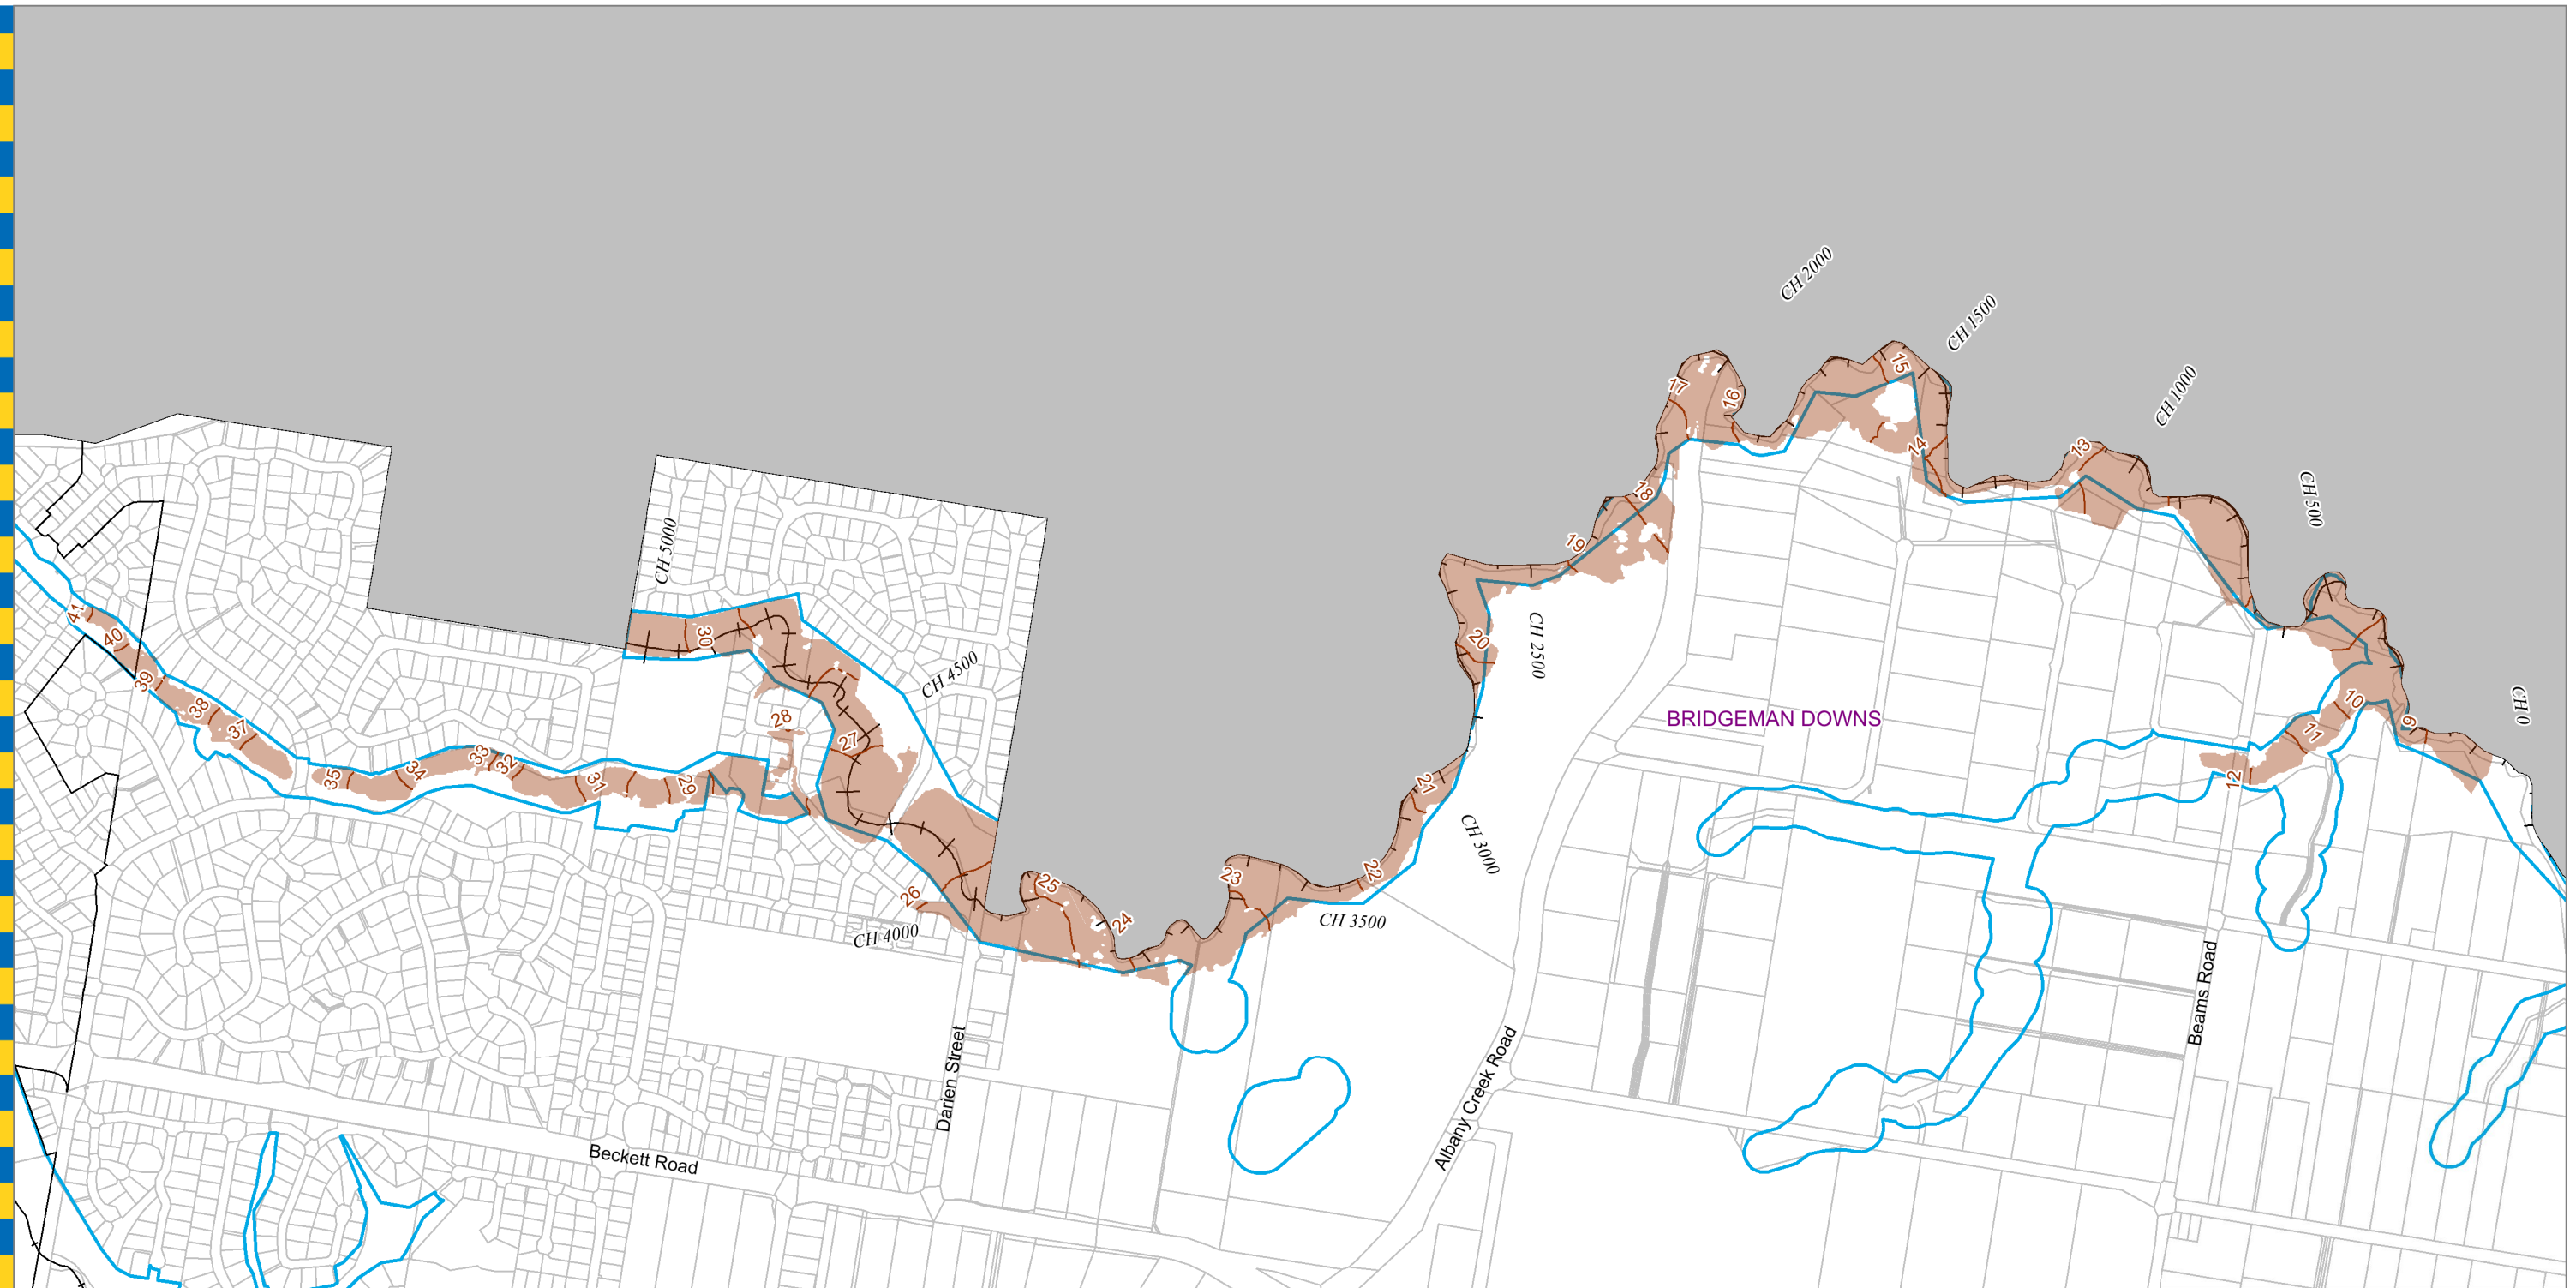 CH 2000
CH 1500
CH 1000
CH 500
CH 0
15
17
16
14
13
18
19
CH 5000
30
20
CH 2500
CH 4500
41
40
39
38
37
28
27
BRIDGEMAN DOWNS
10
9
11
12
35
34
33
32
31
29
21
CH 3000
22
23
25
24
26
CH 3500
CH 4000
Darien Street
Albany Creek Road
Beams Road
Beckett Road